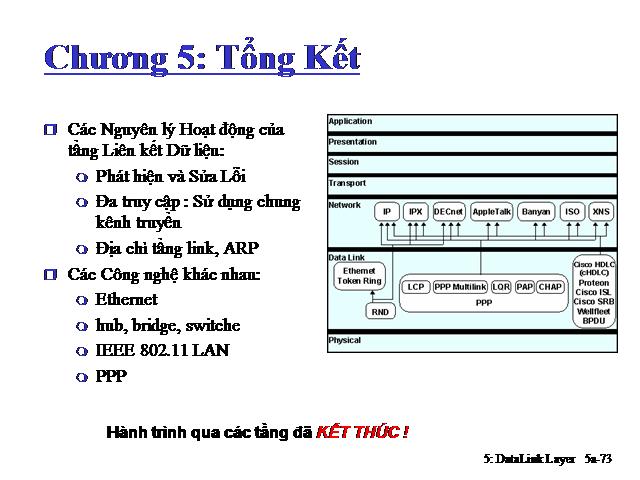 Chương 5: Tổng Kết
Các Nguyên lý Hoạt động của
tầng Liên kết Dữ liệu:
Phát hiện và Sửa Lỗi
Đa truy cập : Sử dụng chung
kênh truyền
Địa chỉ tầng link, ARP
Các Công nghệ khác nhau:
Ethernet
hub, bridge, switche
IEEE 802.11 LAN
PPP
Application
Presentation
Session
Transport
Network
IP IPX DECnet AppleTalk Banyan ISO XNS
Data Link
Ethernet
Token Ring
RND
LCP PPP Multilink LQR PAP CHAP
PPP
Cisco HDLC
(cHDLC)
Proteon
Cisco ISL
Cisco SRB
Wellfleet
BPDU
Physical
Hành trình qua các tầng đã KẾT THÚC !
5: DataLink Layer 5a-73